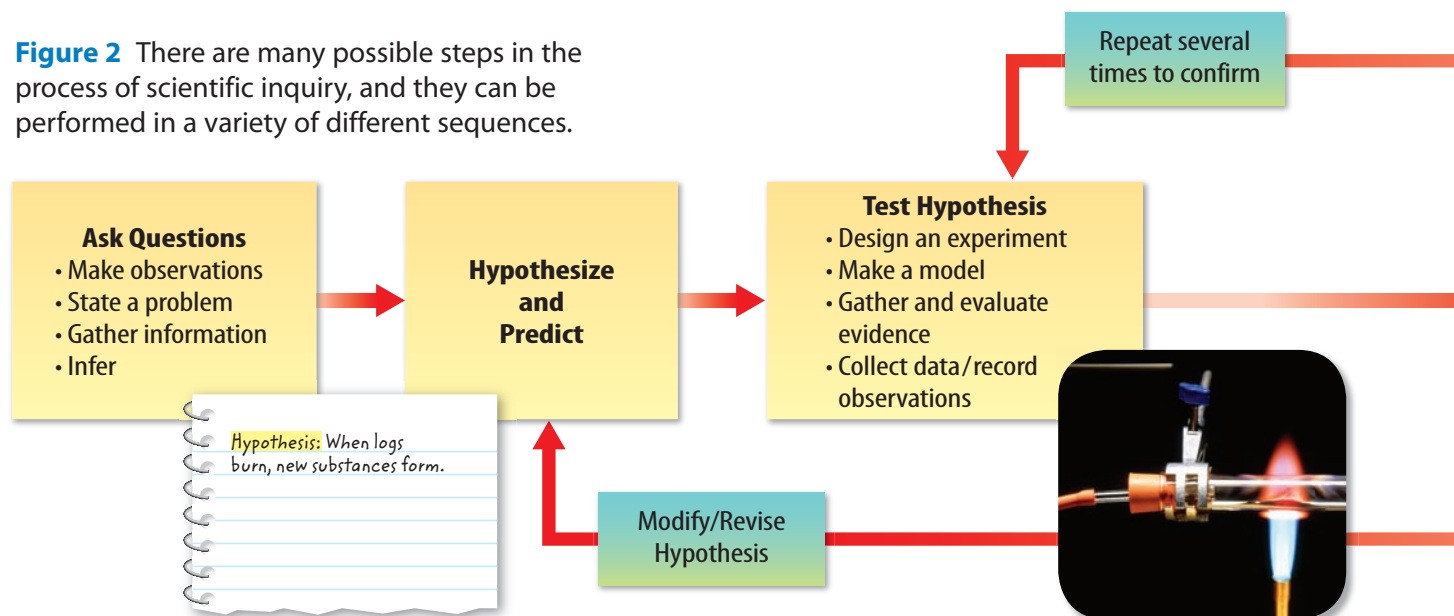 Figure 2 There are many possible steps in the
process of scientific inquiry, and they can be
performed in a variety of different sequences.
Repeat several
times to confirm
Ask Questions
• Make observations
• State a problem
• Gather information
• Infer
Hypothesize
and
Predict
Test Hypothesis
• Design an experiment
• Make a model
• Gather and evaluate
evidence
• Collect data/record
observations
Hypothesis: When logs
burn, new substances form.
Modify/Revise
Hypothesis